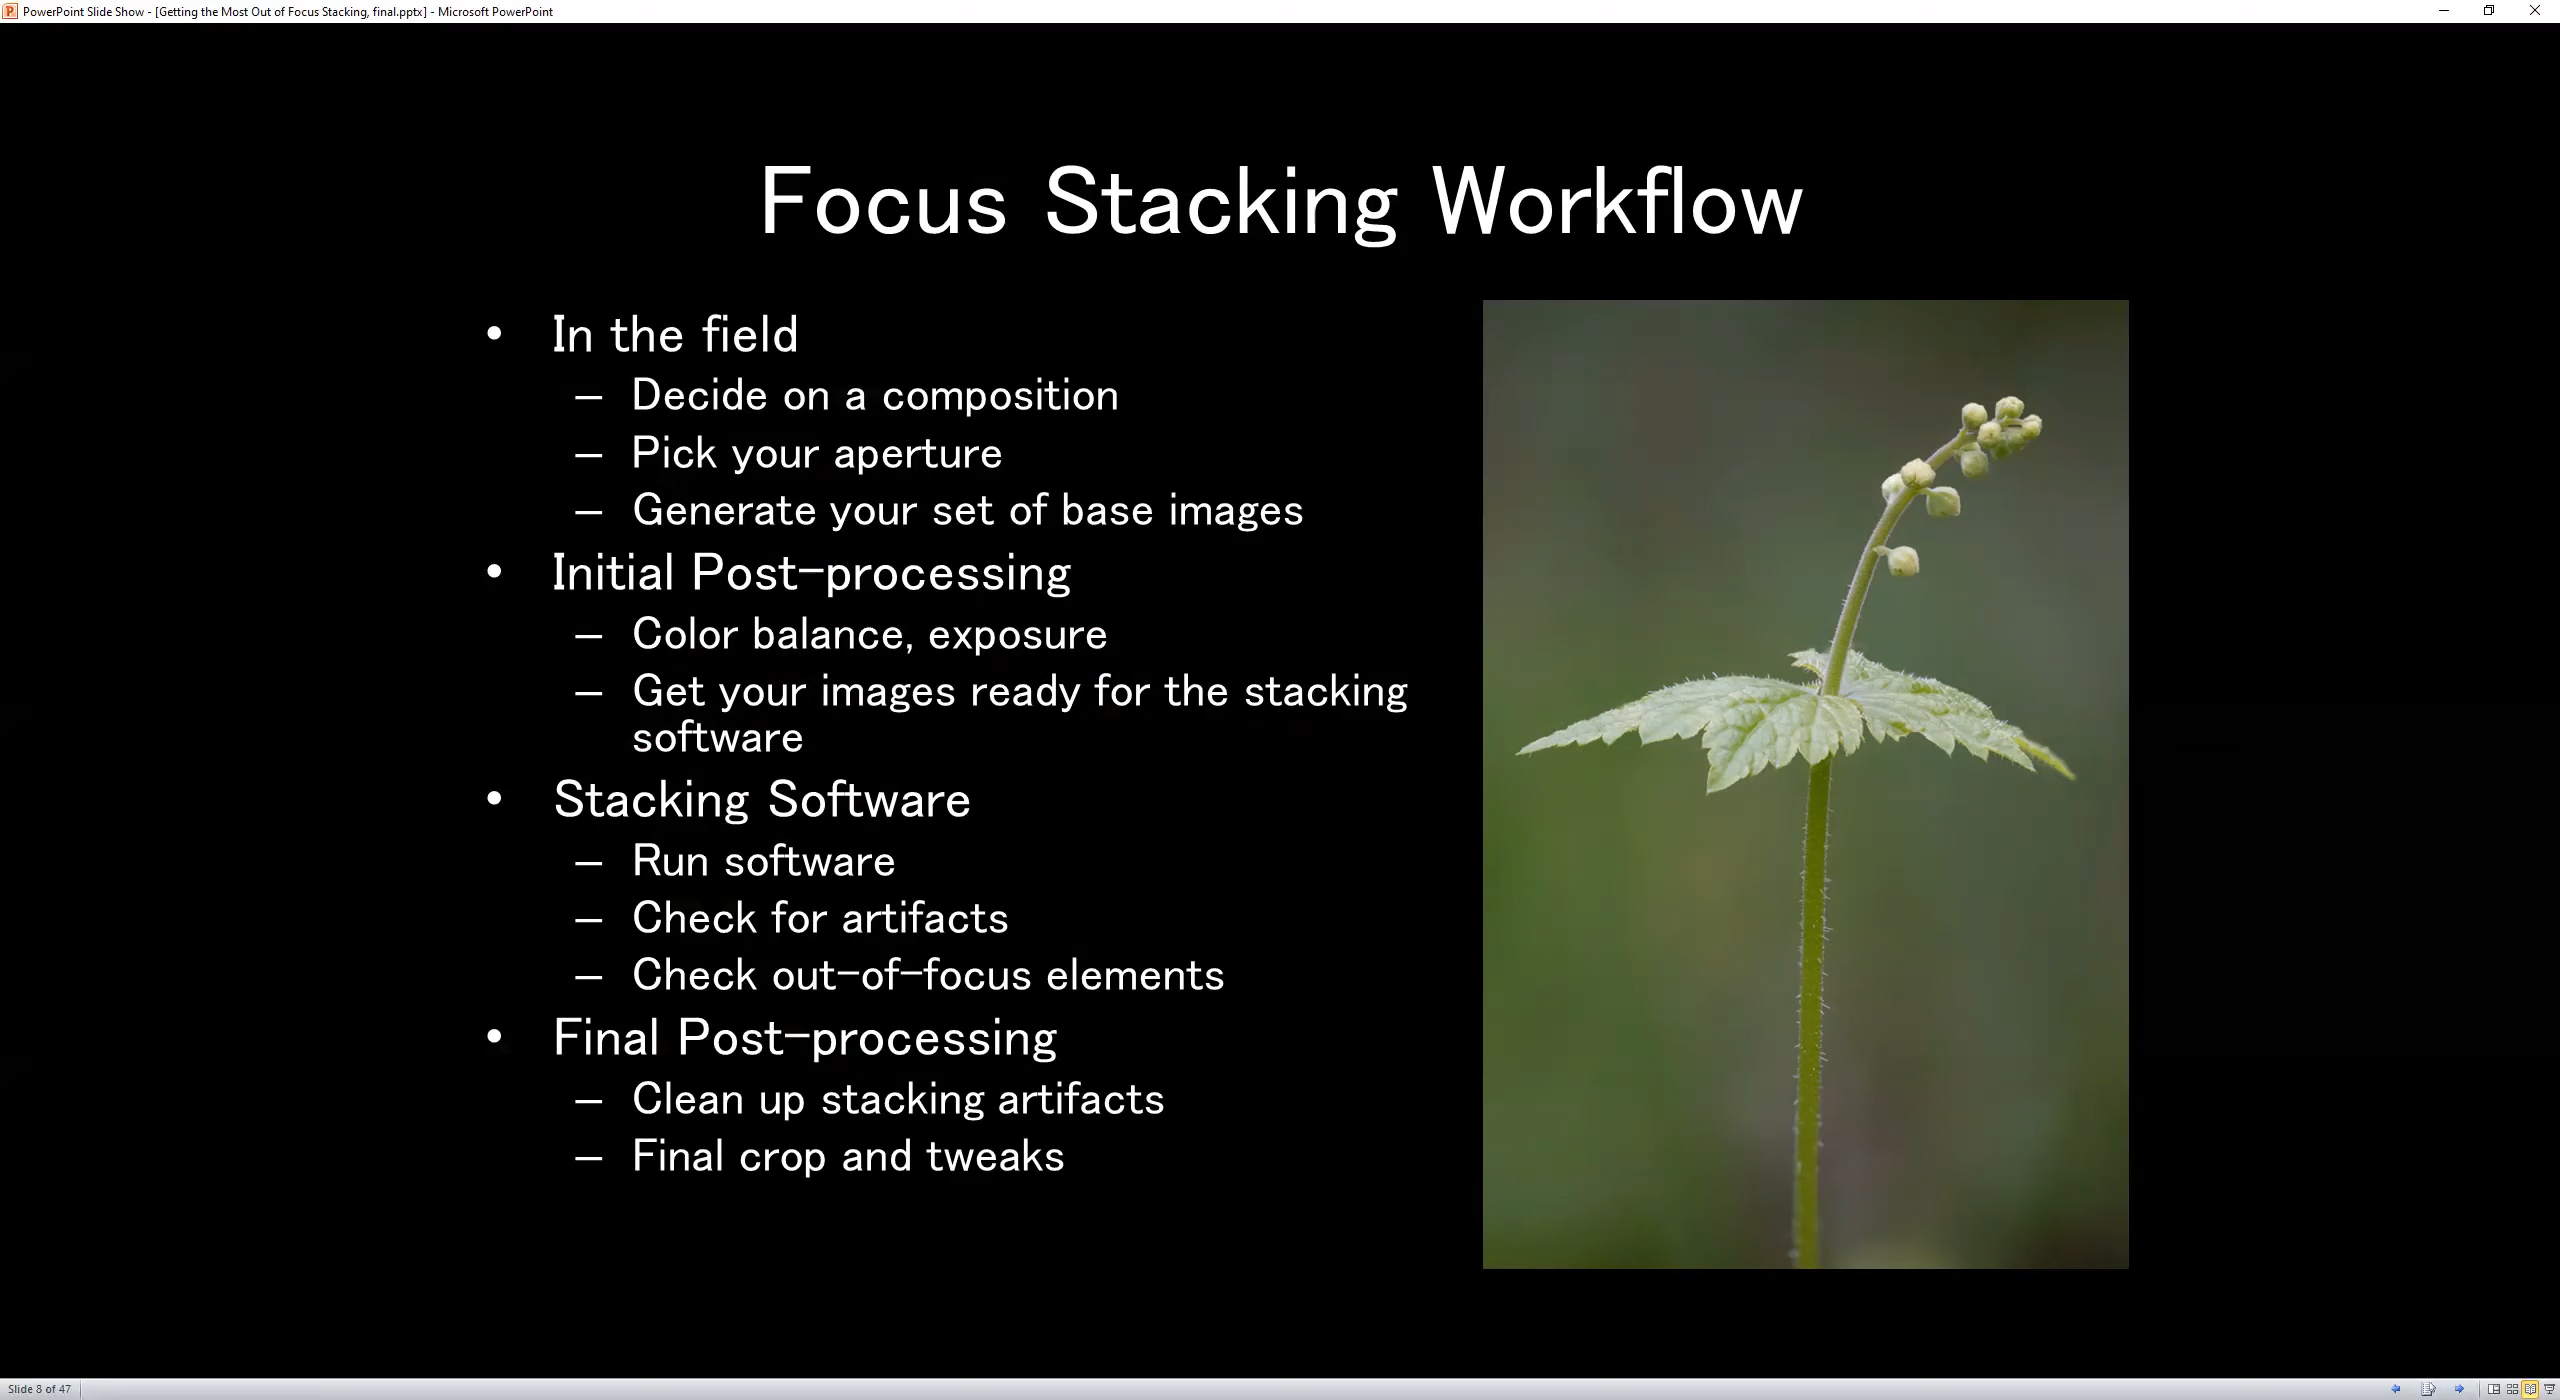 PowerPoint Slide Show - [Getting the Most Out of Focus Stacking, final.pptx] - Microsoft PowerPoint
Focus Stacking Workflow
• In the field
– Decide on a composition
– Pick your aperture
– Generate your set of base images
• Initial Post-processing
– Color balance, exposure
– Get your images ready for the stacking
software
• Stacking Software
– Run software
– Check for artifacts
– Check out-of-focus elements
• Final Post-processing
– Clean up stacking artifacts
– Final crop and tweaks
Slide 8 of 47